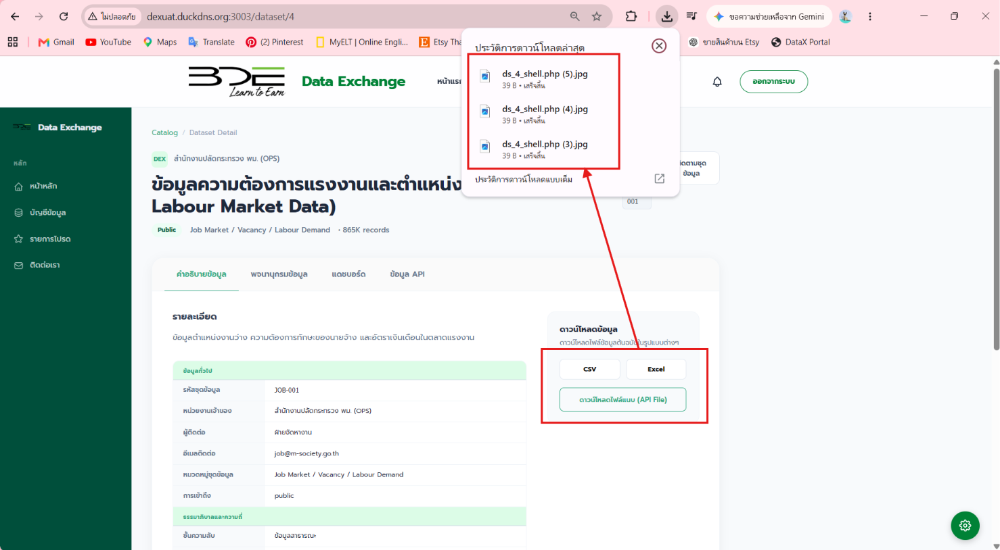 ไม่ปลอดภัย
dexuat.duckdns.org:3003/dataset/4
ขอความช่วยเหลือจาก Gemini
Gmail
YouTube
Maps
Translate
(2) Pinterest
MyELT | Online Engli...
Etsy Tha
ขายสินค้าบน Etsy
DataX Portal
ประวัติการดาวน์โหลดล่าสุด
ds_4_shell.php (5).jpg
39 B • เสร็จสิ้น
ds_4_shell.php (4).jpg
39 B • เสร็จสิ้น
ds_4_shell.php (3).jpg
39 B • เสร็จสิ้น
ประวัติการดาวน์โหลดแบบเต็ม
BDE
Learn to Earn
Data Exchange
หน้าแรก
ออกจากระบบ
Data Exchange
หลัก
หน้าหลัก
บัญชีข้อมูล
รายการโปรด
ติดต่อเรา
Catalog / Dataset Detail
DEX สำนักงานปลัดกระทรวง พม. (OPS)
ข้อมูลความต้องการแรงงานและตำแหน่ง
Labour Market Data)
ิดตามชุด
ข้อมูล
001
Public Job Market / Vacancy / Labour Demand • 865K records
คำอธิบายข้อมูล
พจนานุกรมข้อมูล
แดชบอร์ด
ข้อมูล API
รายละเอียด
ข้อมูลตำแหน่งงานว่าง ความต้องการทักษะของนายจ้าง และอัตราเงินเดือนในตลาดแรงงาน
ข้อมูลทั่วไป
รหัสชุดข้อมูล JOB-001
หน่วยงานเจ้าของ สำนักงานปลัดกระทรวง พม. (OPS)
ผู้ติดต่อ ฝ่ายจัดหางาน
อีเมลติดต่อ job@m-society.go.th
หมวดหมู่ชุดข้อมูล Job Market / Vacancy / Labour Demand
การเข้าถึง public
ธรรมาภิบาลและความถี่
ชั้นความลับ ข้อมูลสาธารณะ
ดาวน์โหลดข้อมูล
ดาวน์โหลดไฟล์ข้อมูลต้นฉบับในรูปแบบต่างๆ
CSV
Excel
ดาวน์โหลดไฟล์แนบ (API File)